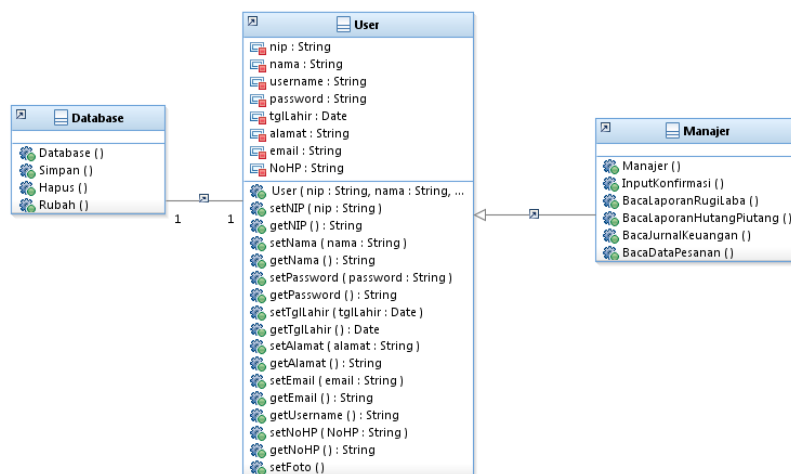 Database
Database ()
Simpan ()
Hapus ()
Rubah ()
1
1
User
nip : String
nama : String
username : String
password : String
tglLahir : Date
alamat : String
email : String
NoHP : String
User ( nip : String, nama : String, ...
setNIP ( nip : String )
getNIP () : String
setNama ( nama : String )
getNama () : String
setPassword ( password : String )
getPassword () : String
setTglLahir ( tglLahir : Date )
getTglLahir () : Date
setAlamat ( alamat : String )
getAlamat () : String
setEmail ( email : String )
getEmail () : String
getUsername () : String
setNoHP ( NoHP : String )
getNoHP () : String
setFoto ()
Manajer
Manajer ()
InputKonfirmasi ()
BacaLaporanRugiLaba ()
BacaLaporanHutangPiutang ()
BacaJurnalKeuangan ()
BacaDataPesanan ()